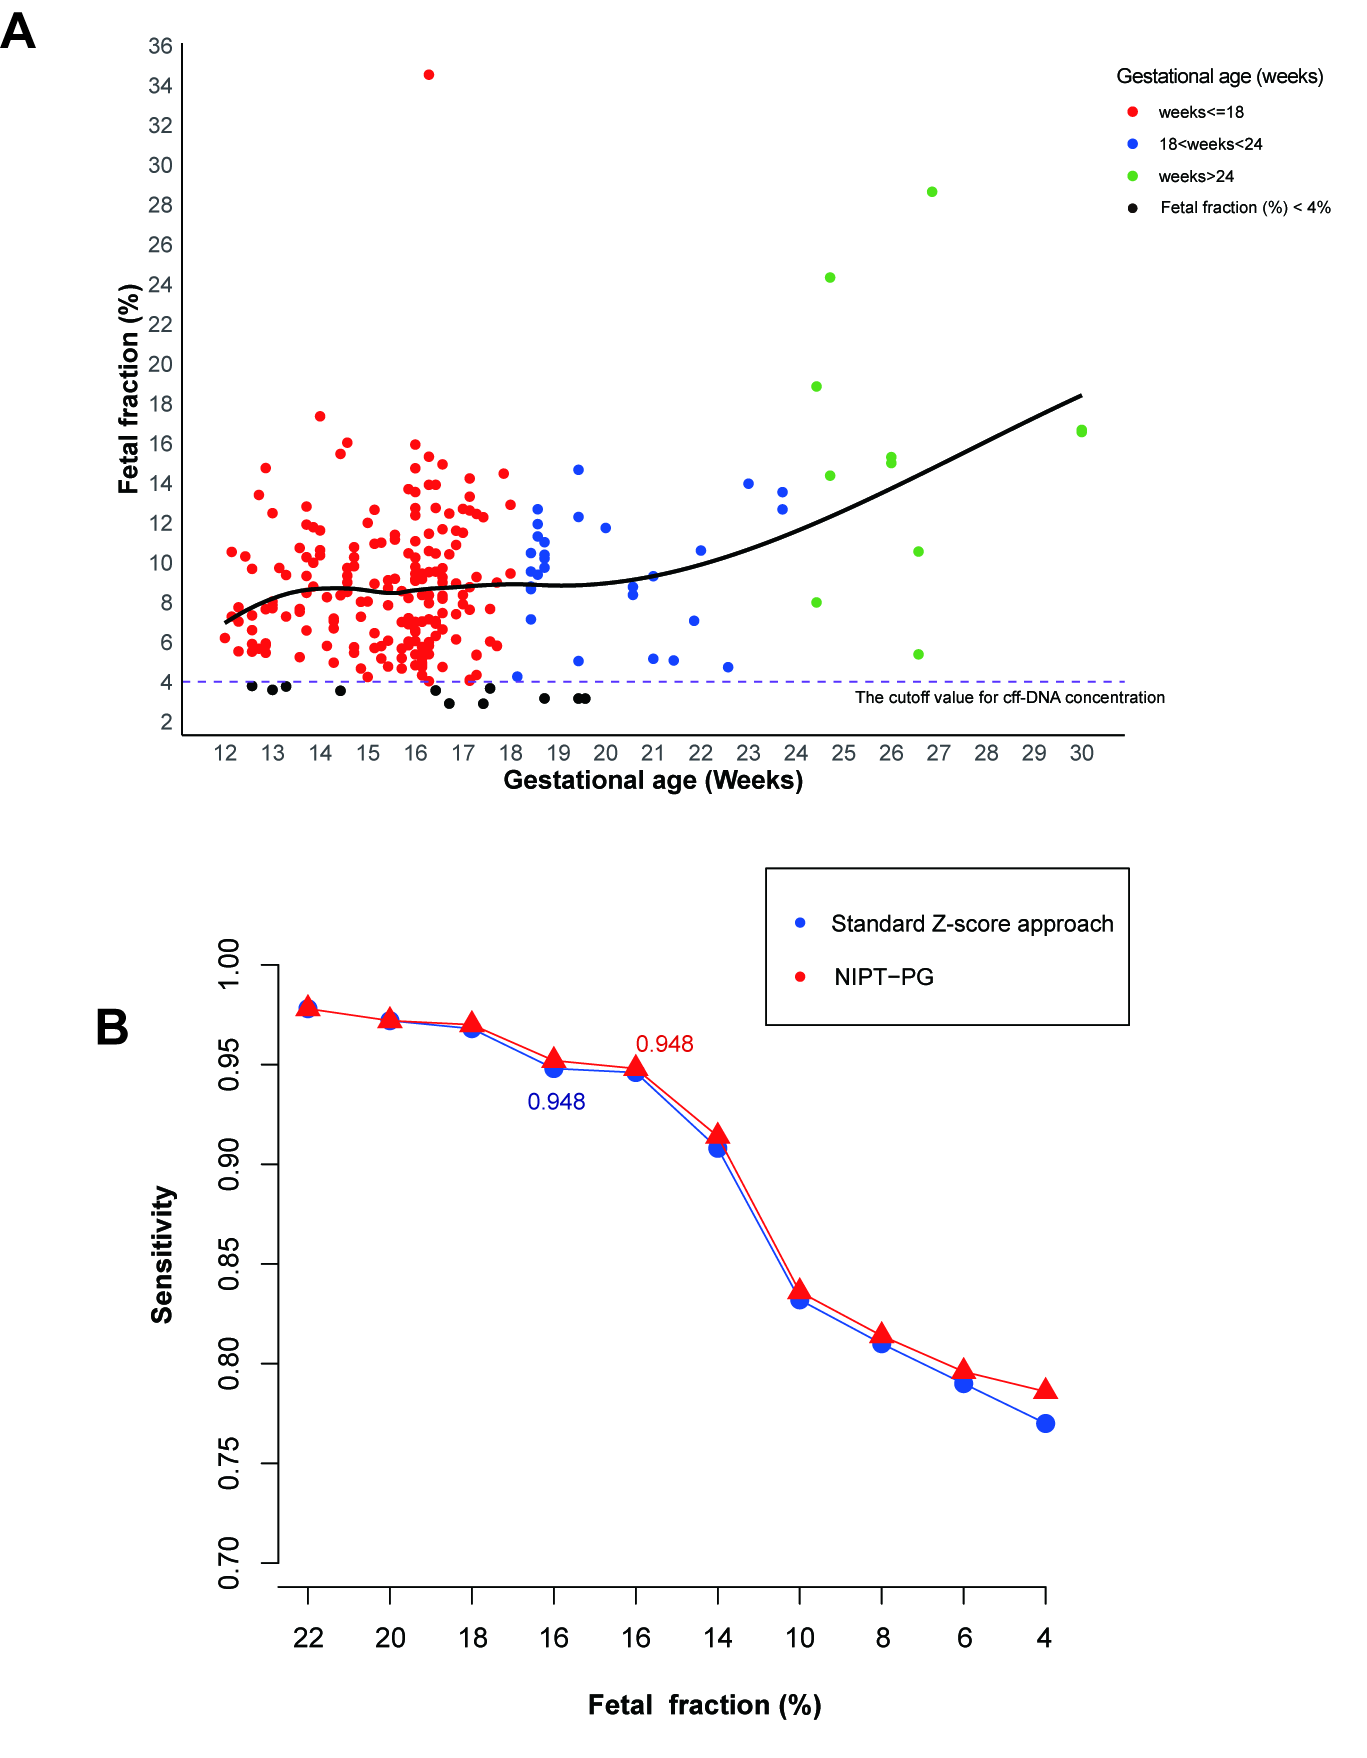 A
36
34
32
30
28
26
24
22
20
18
16
14
12
10
8
6
4
2
Fetal fraction (%)
Gestational age (weeks)
weeks<=18
18<weeks<24
weeks>24
Fetal fraction (%) < 4%
The cutoff value for cff-DNA concentration
12 13 14 15 16 17 18 19 20 21 22 23 24 25 26 27 28 29 30
Gestational age (Weeks)
B
Standard Z-score approach
NIPT−PG
1.00
0.95
0.90
0.85
0.80
0.75
0.70
Sensitivity
0.948
0.948
22 20 18 16 16 14 10 8 6 4
Fetal fraction (%)